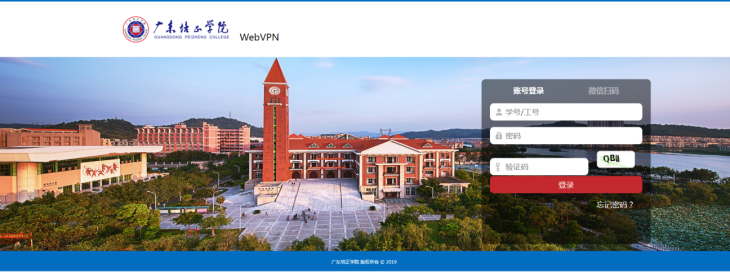 广东培正学院
GUANGDONG PEIZHENG COLLEGE
WebVPN
账号登录 微信扫码
学号/工号
密码
验证码
登录
忘记密码？
广东培正学院 版权所有 © 2019